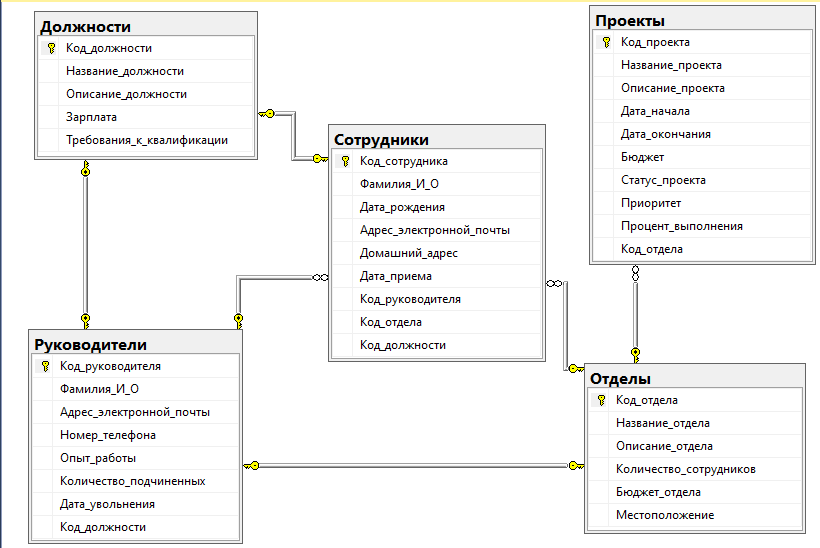 Должности
Код_должности
Название_должности
Описание_должности
Зарплата
Требования_к_квалификации
Проекты
Код_проекта
Название_проекта
Описание_проекта
Дата_начала
Дата_окончания
Бюджет
Статус_проекта
Приоритет
Процент_выполнения
Код_отдела
Сотрудники
Код_сотрудника
Фамилия_И_О
Дата_рождения
Адрес_электронной_почты
Домашний_адрес
Дата_приема
Код_руководителя
Код_отдела
Код_должности
Руководители
Код_руководителя
Фамилия_И_О
Адрес_электронной_почты
Номер_телефона
Опыт_работы
Количество_подчиненных
Дата_увольнения
Код_должности
Отделы
Код_отдела
Название_отдела
Описание_отдела
Количество_сотрудников
Бюджет_отдела
Местоположение